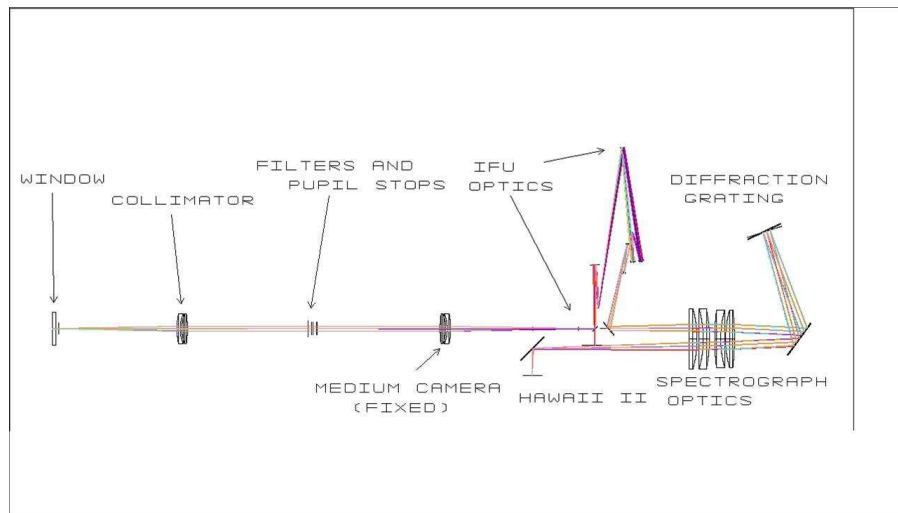 WINDOW
COLLIMATOR
FILTERS AND
PUPIL STOPS
IFU
OPTICS
DIFFRACTION
GRATING
MEDIUM CAMERA
(FIXED)
HAWAII II
SPECTROGRAPH
OPTICS